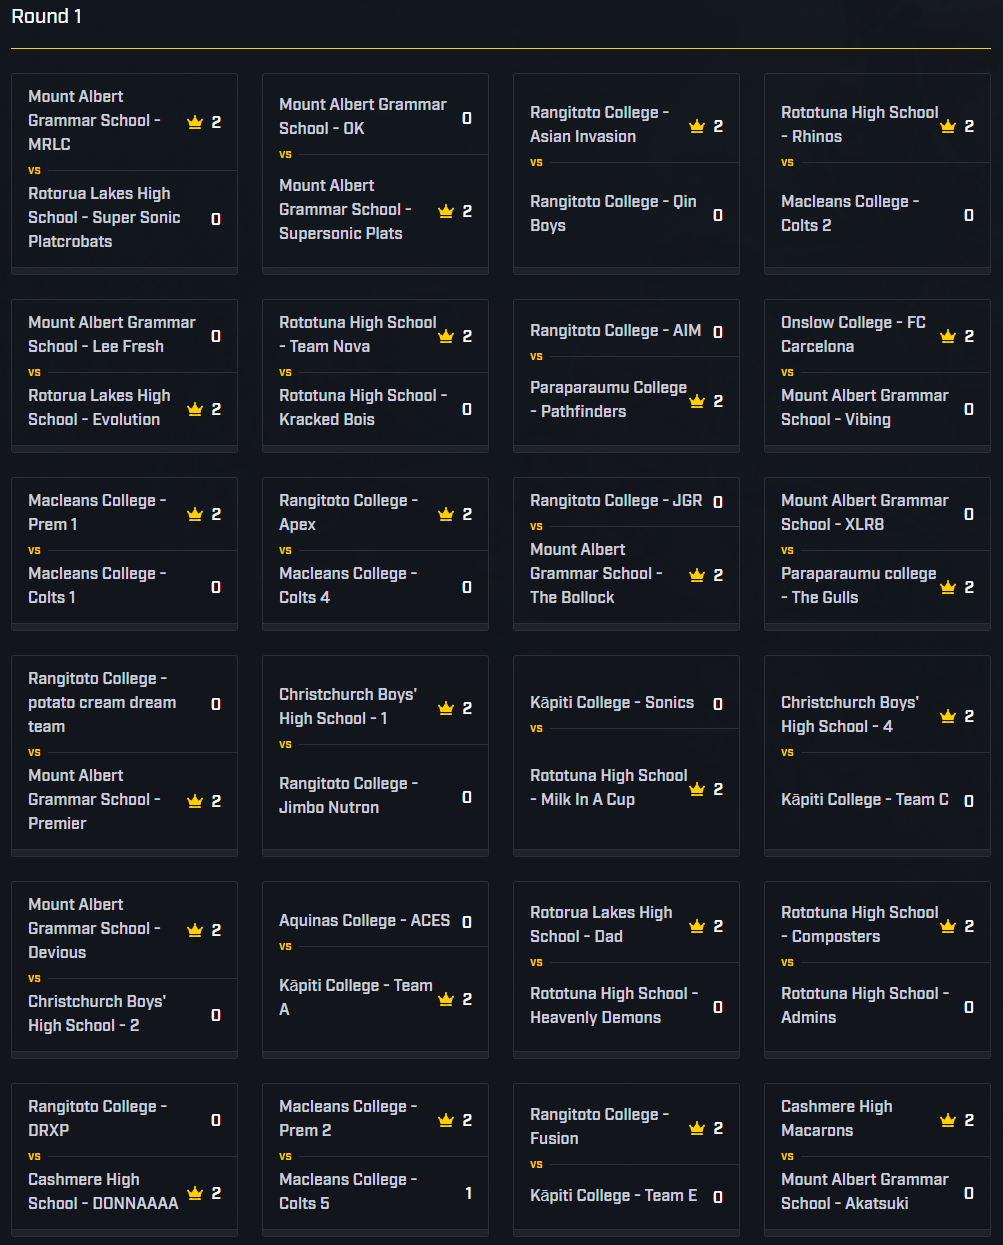 Round 1
Mount Albert
Grammar School -
MRLC
2
vs
Rotorua Lakes High
School - Super Sonic
Platcrobats
0
Mount Albert Grammar
School - OK
0
vs
Mount Albert
Grammar School -
Supersonic Plats
2
Rangitoto College -
Asian Invasion
2
vs
Rangitoto College - Qin
Boys
0
Rototuna High School
- Rhinos
2
vs
Macleans College -
Colts 2
0
Mount Albert Grammar
School - Lee Fresh
0
vs
Rotorua Lakes High
School - Evolution
2
Rototuna High School
- Team Nova
2
vs
Rototuna High School -
Kracked Bois
0
Rangitoto College - AIM
0
vs
Paraparaumu College
- Pathfinders
2
Onslow College - FC
Carcelona
2
vs
Mount Albert Grammar
School - Vibing
0
Macleans College -
Prem 1
2
vs
Macleans College -
Colts 1
0
Rangitoto College -
Apex
2
vs
Macleans College -
Colts 4
0
Rangitoto College - JGR
0
vs
Mount Albert
Grammar School -
The Bollock
2
Mount Albert Grammar
School - XLR8
0
vs
Paraparaumu college
- The Gulls
2
Rangitoto College -
potato cream dream
team
0
vs
Mount Albert
Grammar School -
Premier
2
Christchurch Boys'
High School - 1
2
vs
Rangitoto College -
Jimbo Nutron
0
Kāpiti College - Sonics
0
vs
Rototuna High School
- Milk In A Cup
2
Christchurch Boys'
High School - 4
2
vs
Kāpiti College - Team C
0
Mount Albert
Grammar School -
Devious
2
vs
Christchurch Boys'
High School - 2
0
Aquinas College - ACES
0
vs
Kāpiti College - Team
A
2
Rotorua Lakes High
School - Dad
2
vs
Rototuna High School -
Heavenly Demons
0
Rototuna High School
- Composters
2
vs
Rototuna High School -
Admins
0
Rangitoto College -
DRXP
0
vs
Cashmere High
School - DONNAAAA
2
Macleans College -
Prem 2
2
vs
Macleans College -
Colts 5
1
Rangitoto College -
Fusion
2
vs
Kāpiti College - Team E
0
Cashmere High
Macarons
2
vs
Mount Albert Grammar
School - Akatsuki
0